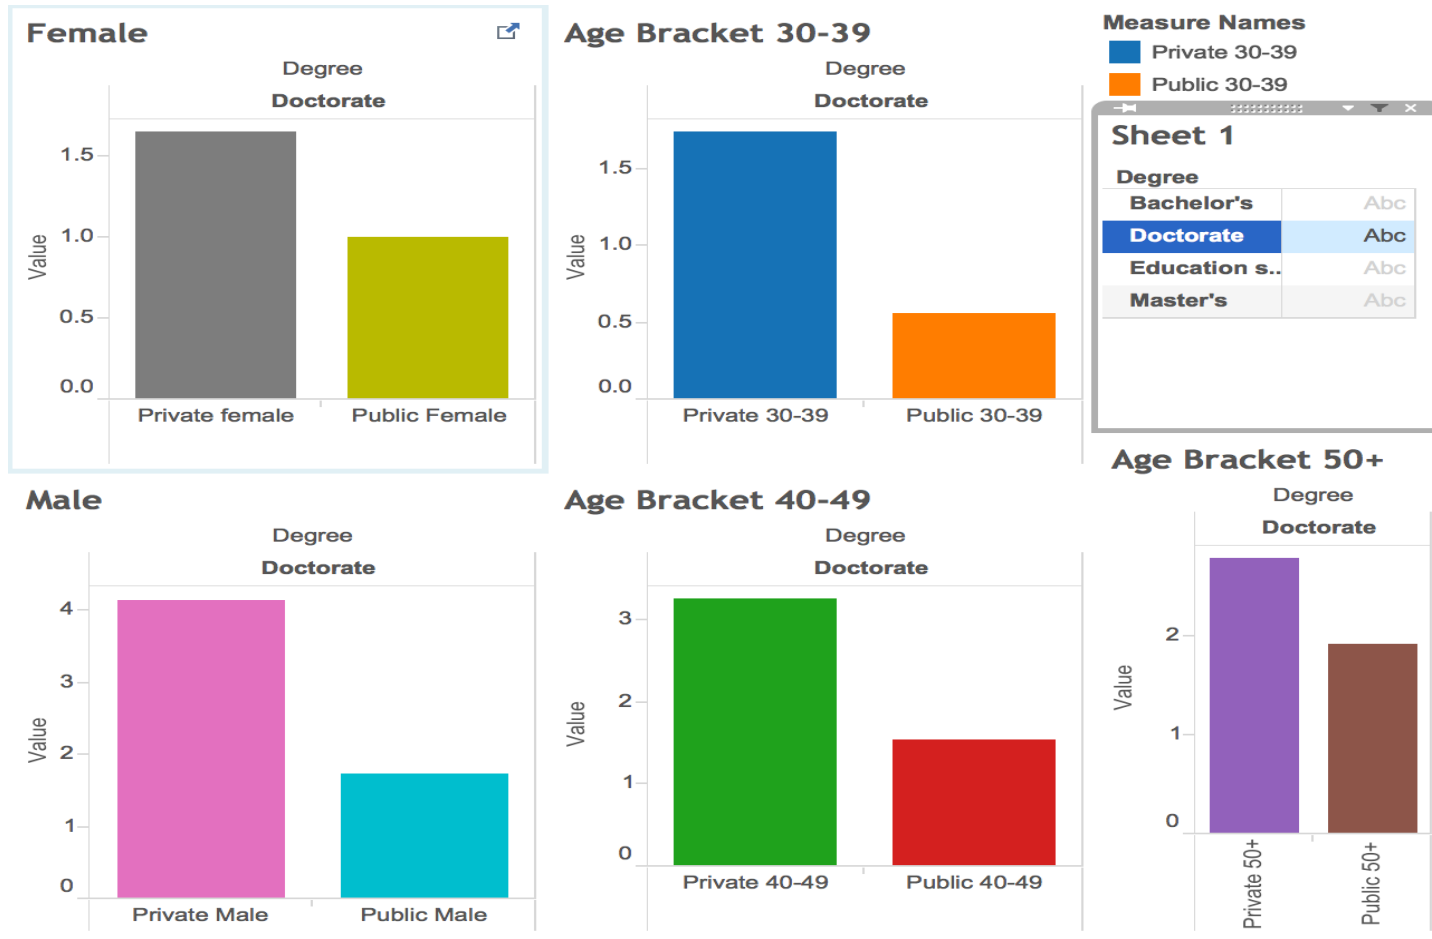 Female
Degree
Doctorate
Value
1.5
1.0
0.5
0.0
Private female
Public Female
Age Bracket 30-39
Degree
Doctorate
Value
1.5
1.0
0.5
0.0
Private 30-39
Public 30-39
Measure Names
Private 30-39
Public 30-39
Sheet 1
Degree
Bachelor's Abc
Doctorate Abc
Education s.. Abc
Master's Abc
Male
Degree
Doctorate
Value
4
3
2
1
0
Private Male
Public Male
Age Bracket 40-49
Degree
Doctorate
Value
3
2
1
0
Private 40-49
Public 40-49
Age Bracket 50+
Degree
Doctorate
Value
2
1
0
Private 50+
Public 50+